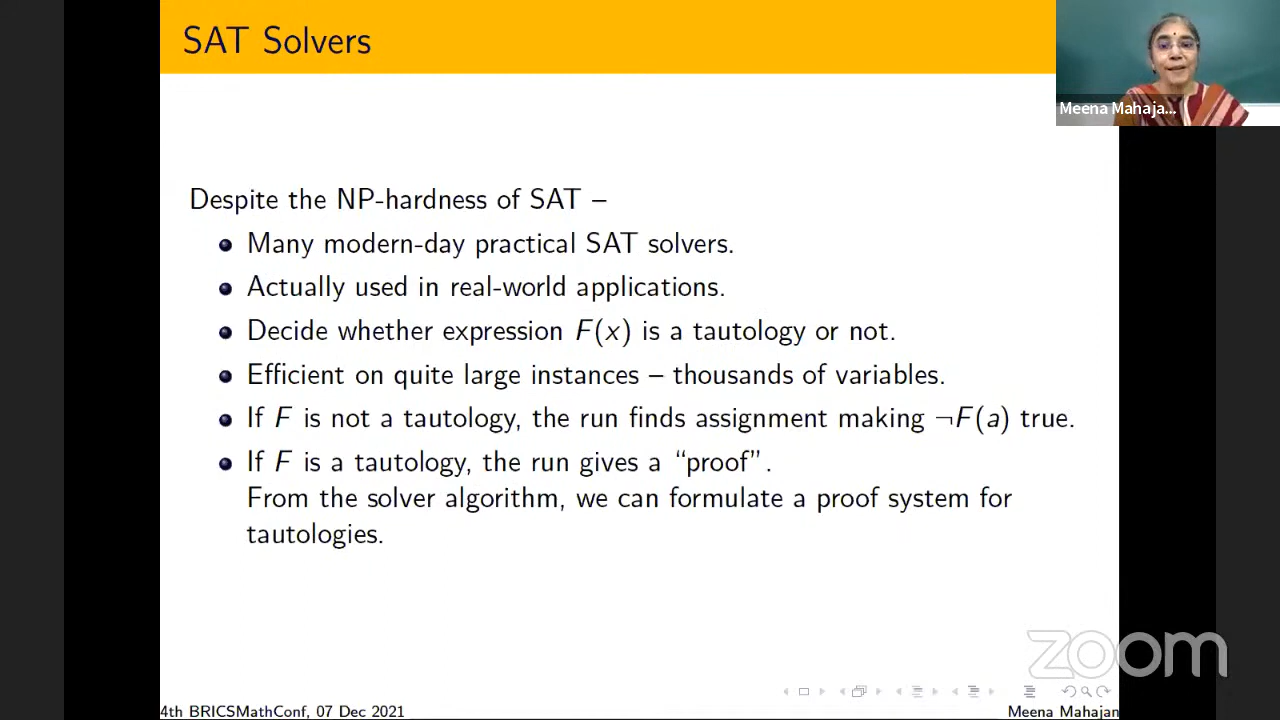 SAT Solvers
Meena Mahaja...
Despite the NP-hardness of SAT –
Many modern-day practical SAT solvers.
Actually used in real-world applications.
Decide whether expression F(x) is a tautology or not.
Efficient on quite large instances – thousands of variables.
If F is not a tautology, the run finds assignment making ¬F(a) true.
If F is a tautology, the run gives a “proof”.
From the solver algorithm, we can formulate a proof system for
tautologies.
zoom
4th BRICSMathConf, 07 Dec 2021
Meena Mahajan